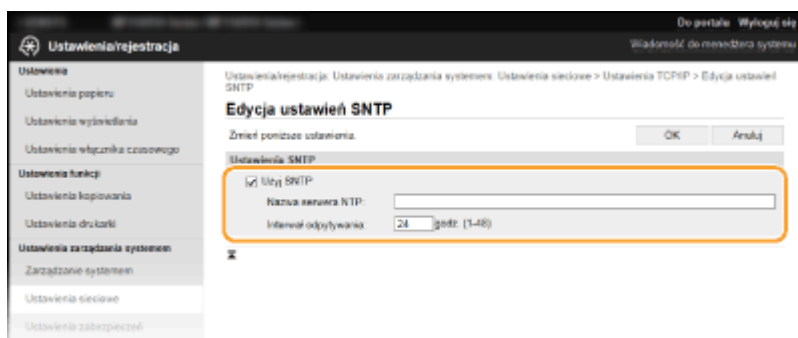 Do portalu Wyloguj się
Ustawienia/rejestracja
Wiadomość do menedżera systemu
Ustawienia
Ustawienia papieru
Ustawienia wyświetlania
Ustawienia włącznika czasowego
Ustawienia funkcji
Ustawienia kopiowania
Ustawienia drukarki
Ustawienia zarządzania systemem
Zarządzanie systemem
Ustawienia sieciowe
Ustawienia zabezpieczeń
Ustawienia/rejestracja: Ustawienia zarządzania systemem: Ustawienia sieciowe > Ustawienia TCP/IP > Edycja ustawień
SNTP
Edycja ustawień SNTP
Zmień poniższe ustawienia.
OK Anuluj
Ustawienia SNTP
Użyj SNTP
Nazwa serwera NTP:
Interwał odpytywania: 24 godz. (1-48)